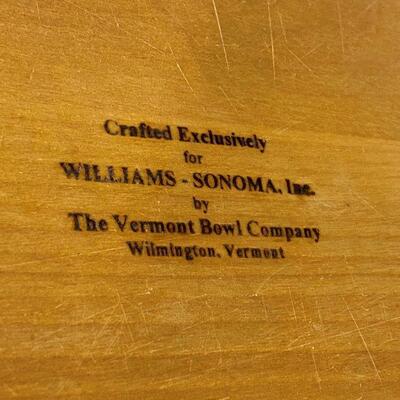 Crafted Exclusively
for
WILLIAMS - SONOMA, Inc.
by
The Vermont Bowl Company
Wilmington, Vermont